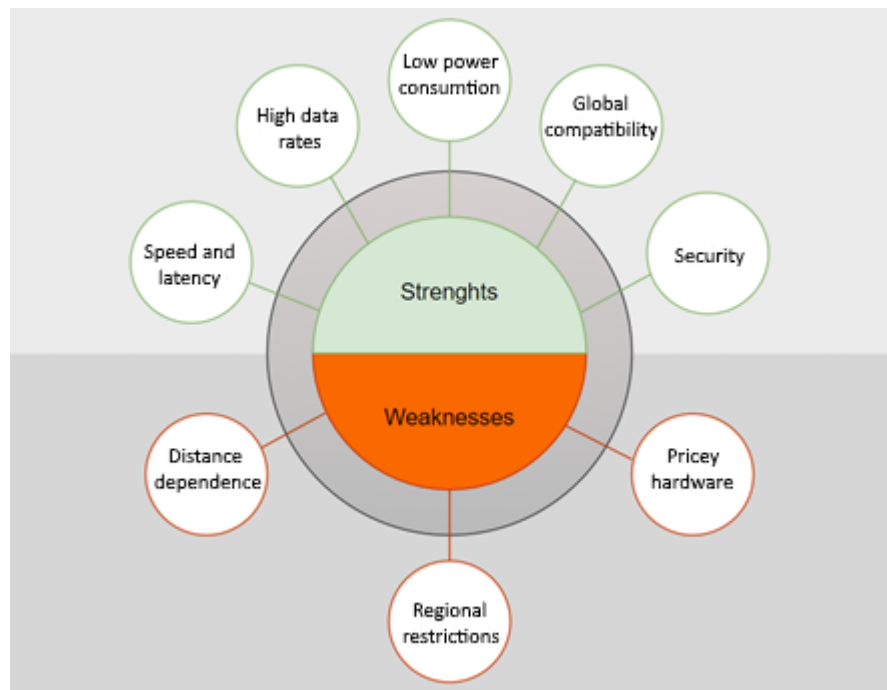 Low power
consumtion
High data
rates
Global
compatibility
Speed and
latency
Security
Strenghts
Weaknesses
Distance
dependence
Pricey
hardware
Regional
restrictions